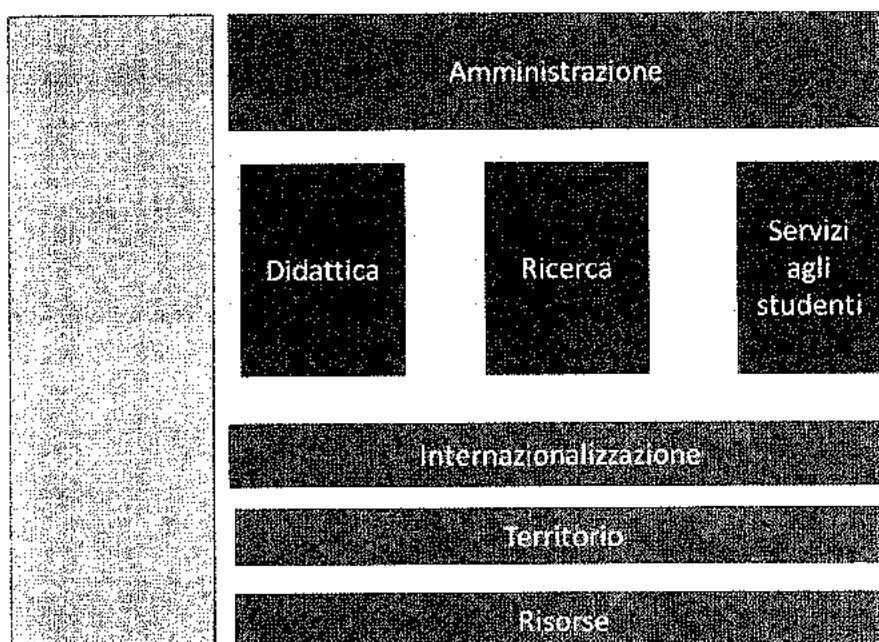 Amministrazione
Didattica
Ricerca
Servizi
agli
studenti
Internazionalizzazione
Territorio
Risorse